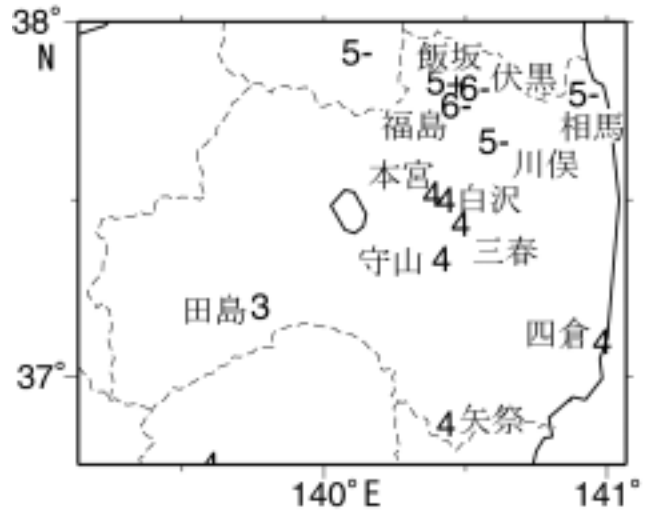 38°
N
5-
飯坂
5+
6-
伏黒
5-
6-
福島
相馬
5-
川俣
本宮
4
4
白沢
4
三春
守山 4
田島 3
四倉 4
37°
4 矢祭
4
140°E
141°